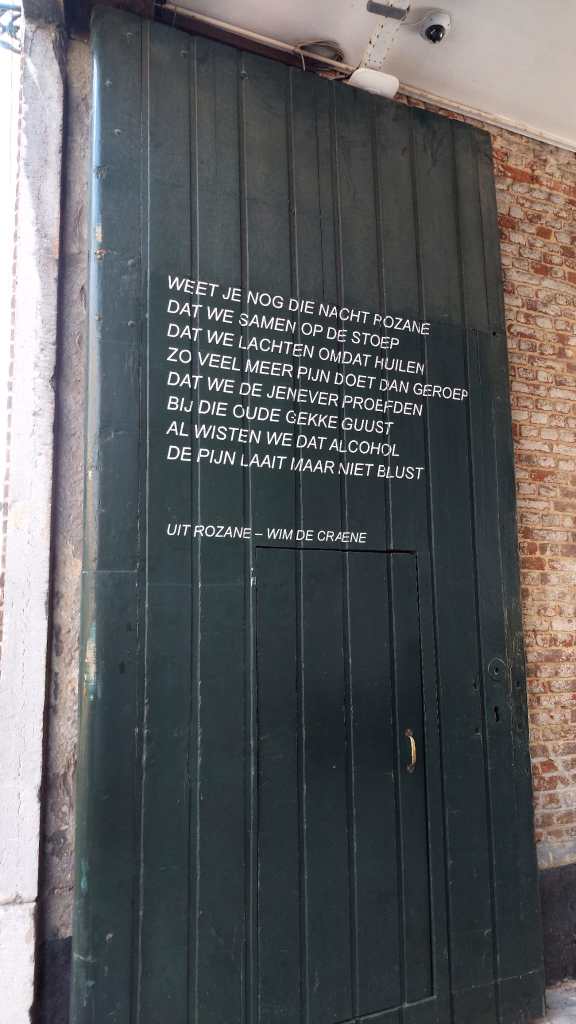 WEET JE NOG DIE NACHT ROZANE
DAT WE SAMEN OP DE STOEP
DAT WE LACHTEN OMDAT HUILEN
ZO VEEL MEER PIJN DOET DAN GEROEP
DAT WE DE JENEVER PROEFDEN
BIJ DIE OUDE GEKKE GUUST
AL WISTEN WE DAT ALCOHOL
DE PIJN LAAIT MAAR NIET BLUST
UIT ROZANE – WIM DE CRAENE